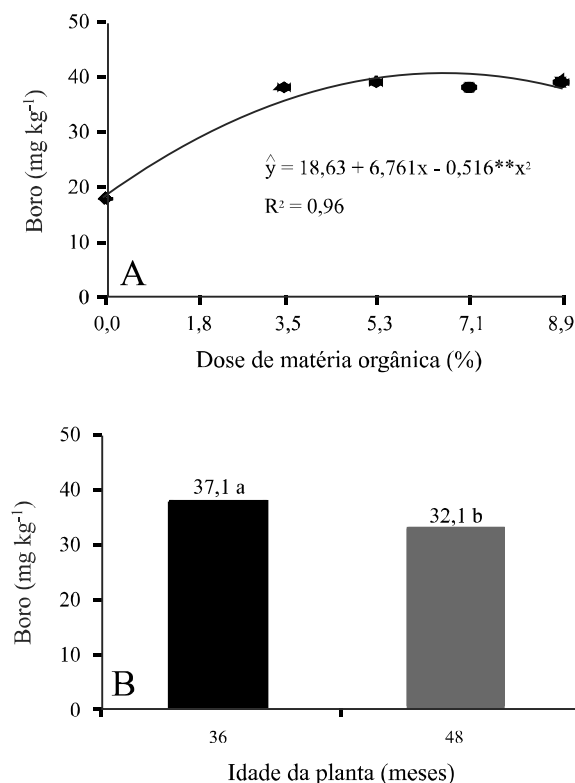 50
40
30
20
10
0
Boro (mg kg⁻¹)
ŷ = 18,63 + 6,761x - 0,516**x²
R² = 0,96
A
0,0 1,8 3,5 5,3 7,1 8,9
Dose de matéria orgânica (%)
50
40
30
20
10
0
Boro (mg kg⁻¹)
37,1 a
32,1 b
B
36 48
Idade da planta (meses)